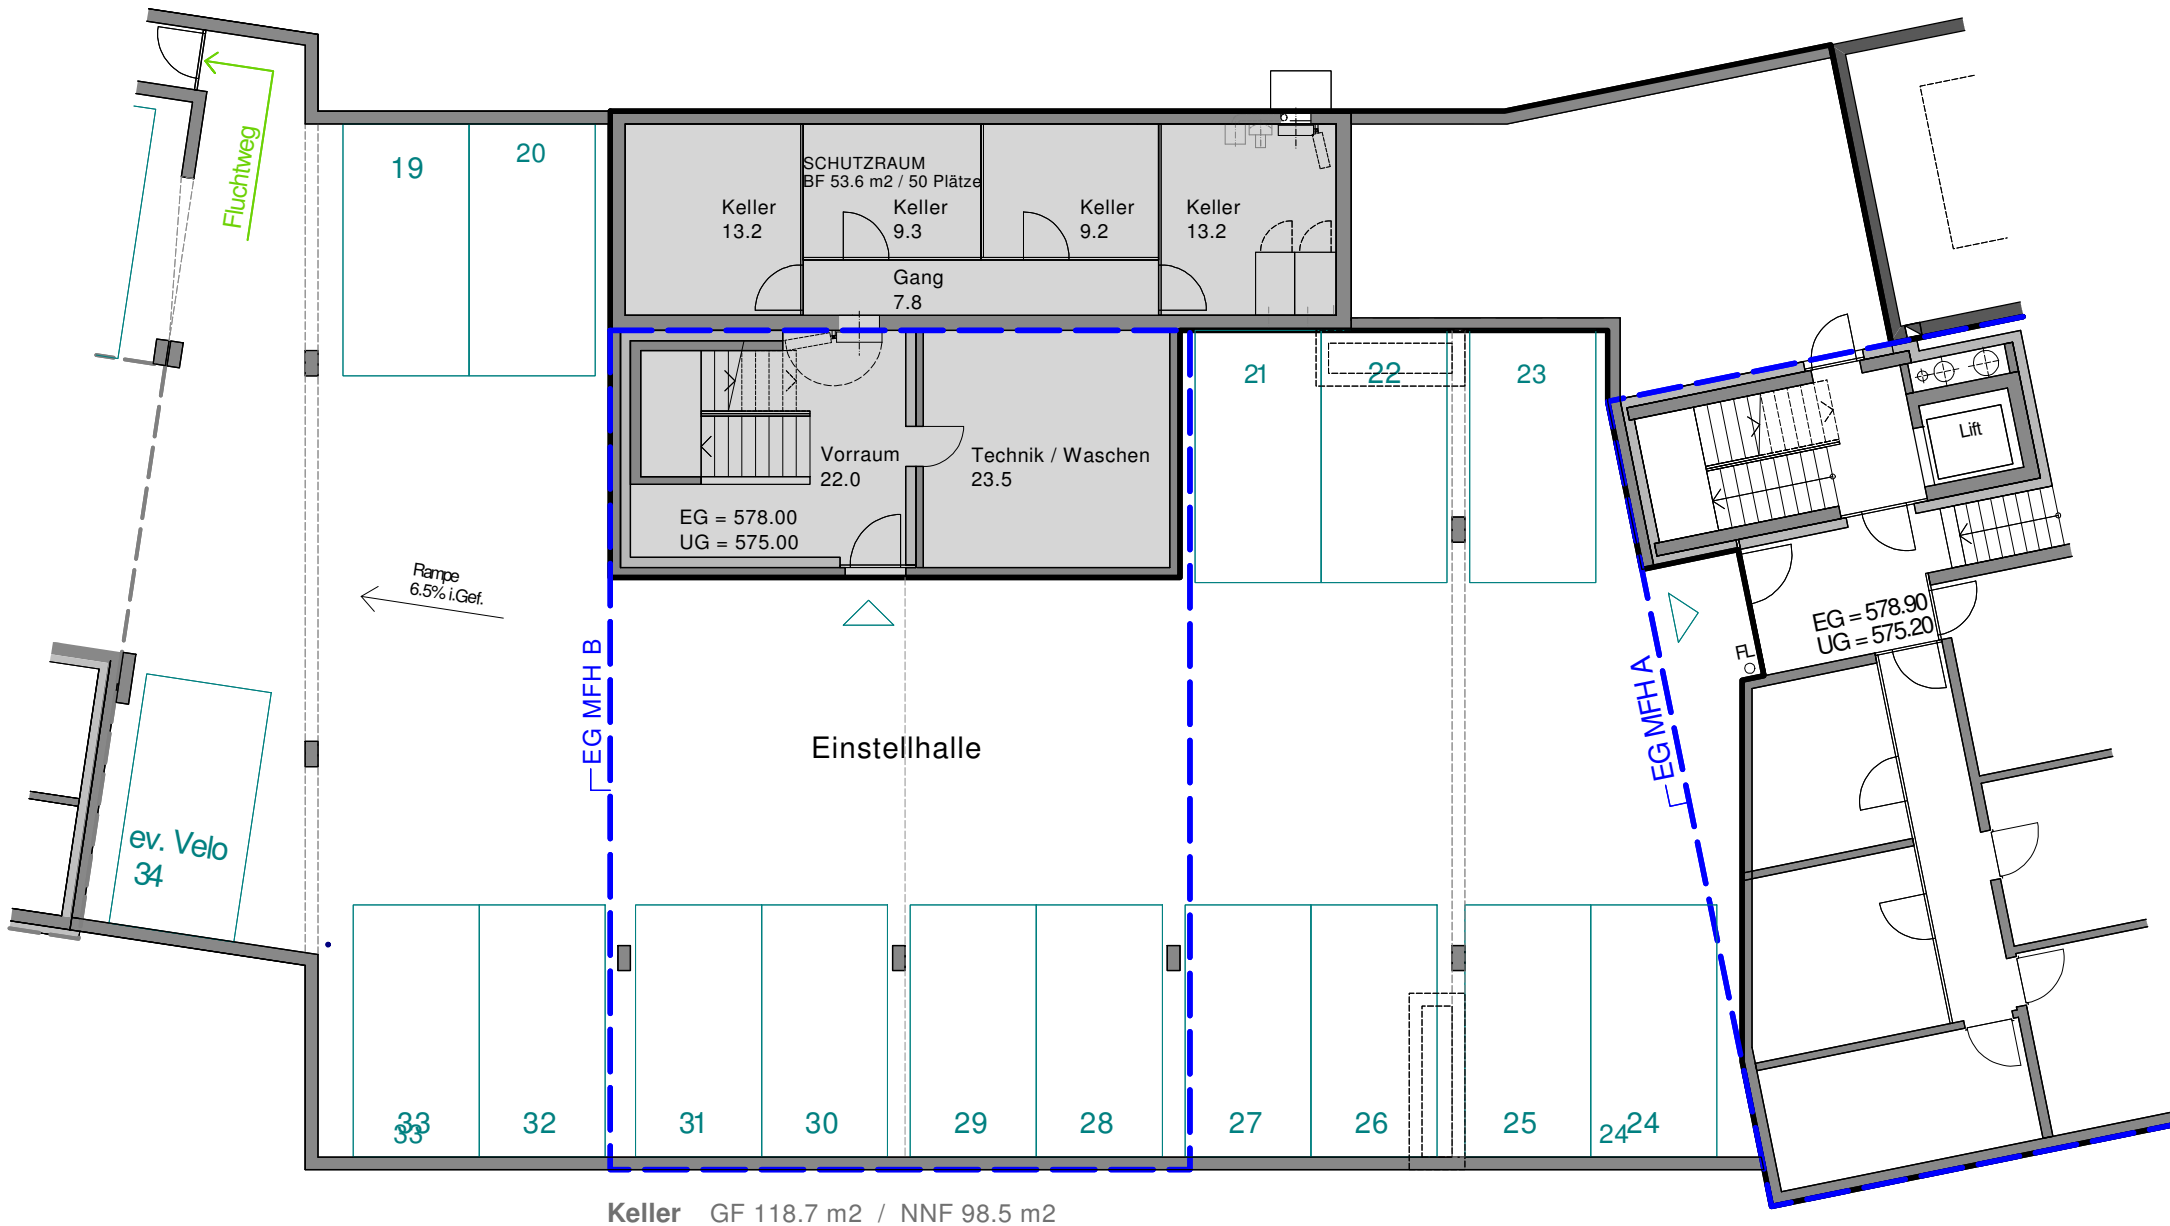 Fluchtweg
19
20
SCHUTZRAUM
BF 53.6 m2 / 50 Plätze
Keller
13.2
Keller
9.3
Keller
9.2
Keller
13.2
Gang
7.8
21
22
23
Lift
Vorraum
22.0
Technik / Waschen
23.5
EG = 578.00
UG = 575.00
Rampe
6.5% i.Gef.
EG = 578.90
UG = 575.20
FL
EG MFH B
EG MFH A
Einstellhalle
ev. Velo
34
33
33
32
31
30
29
28
27
26
25
24
24
Keller GF 118.7 m2 / NNF 98.5 m2